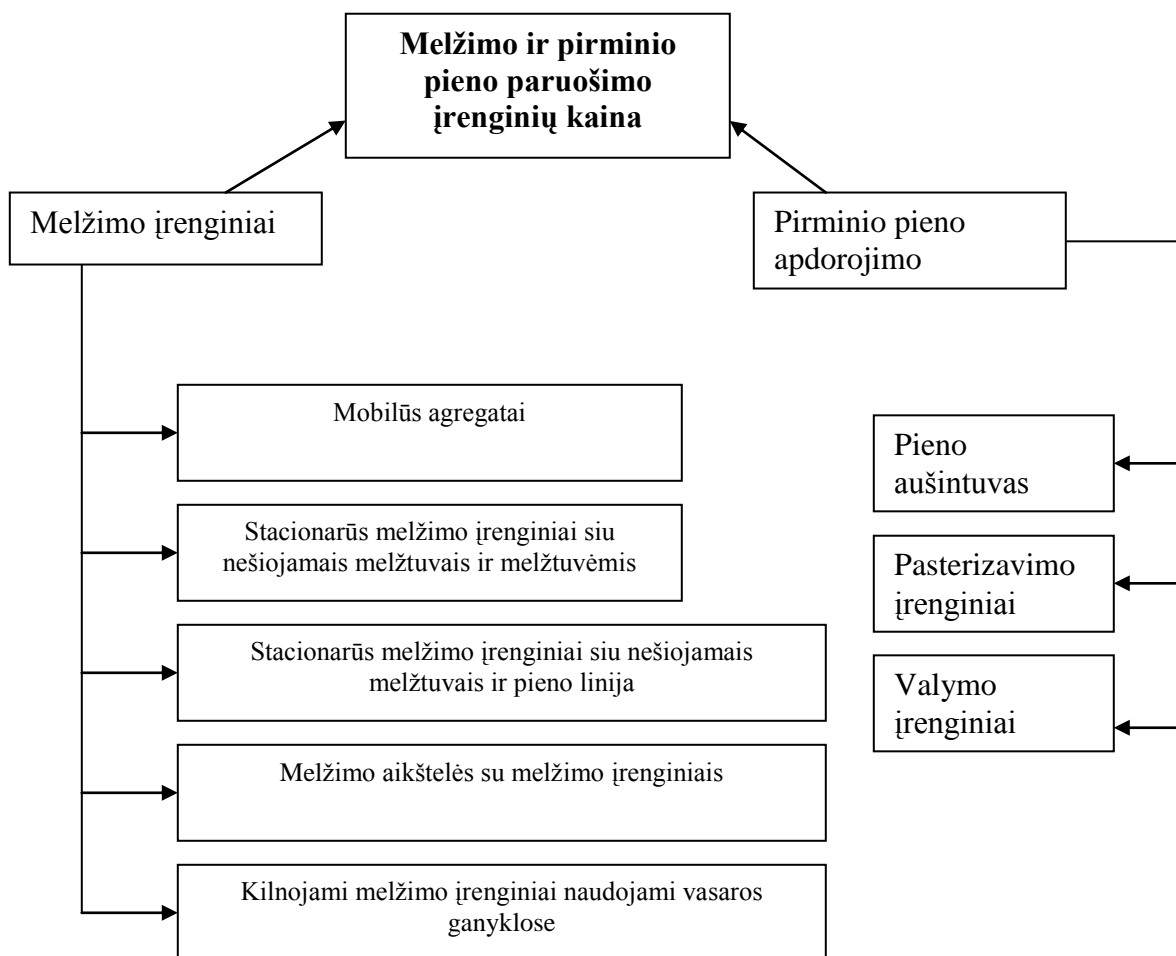 Melžimo ir pirminio
pieno paruošimo
įrenginių kaina
Melžimo įrenginiai
Pirminio pieno
apdorojimo
Mobilūs agregatai
Stacionarūs melžimo įrenginiai siu
nešiojamais melžtuvais ir melžtuvėmis
Stacionarūs melžimo įrenginiai siu nešiojamais
melžtuvais ir pieno linija
Melžimo aikštelės su melžimo įrenginiais
Kilnojami melžimo įrenginiai naudojami vasaros
ganyklose
Pieno
aušintuvas
Pasterizavimo
įrenginiai
Valymo
įrenginiai